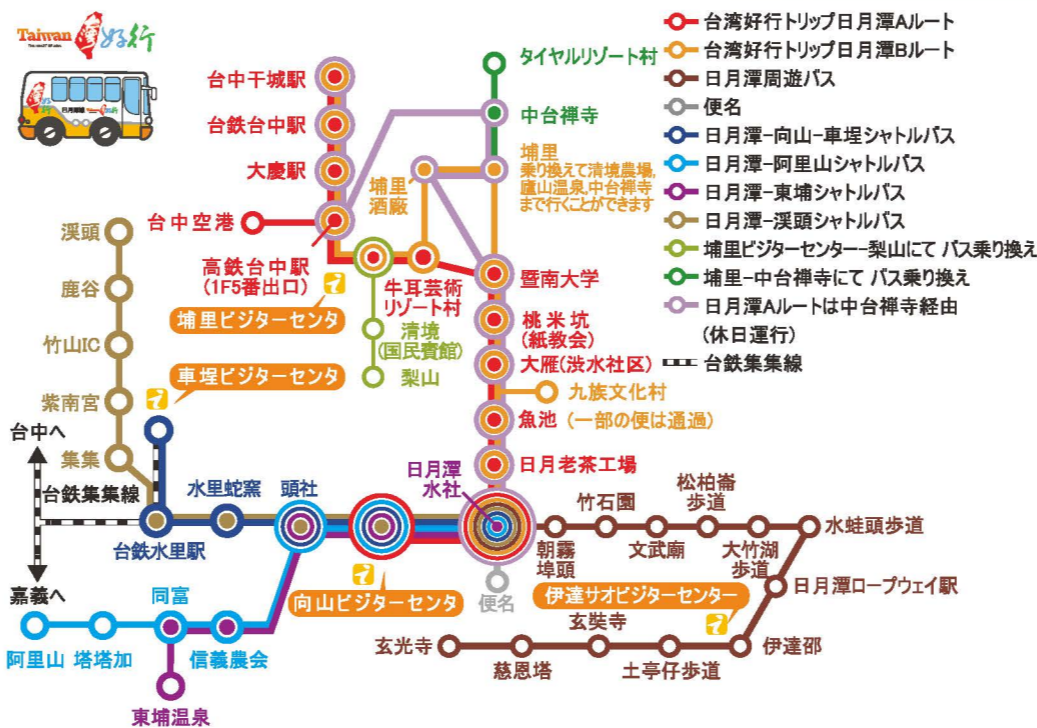 Taiwan 好行
台湾好行トリップ日月潭Aルート
台湾好行トリップ日月潭Bルート
日月潭周遊バス
便名
日月潭-向山-車埕シャトルバス
日月潭-阿里山シャトルバス
日月潭-東埔シャトルバス
日月潭-渓頭シャトルバス
埔里ビジターセンター-梨山にて バス乗り換え
埔里-中台禅寺にて バス乗り換え
日月潭Aルートは中台禅寺経由
(休日運行)
台鉄集集線
台中干城駅
台鉄台中駅
大慶駅
台中空港
高鉄台中駅
(1F5番出口)
埔里ビジターセンタ
タイヤルリゾート村
中台禅寺
埔里
乗り換えて清境農場,
廬山温泉,中台禅寺
まで行くことができます
埔里
酒廠
牛耳芸術
リゾート村
清境
(国民賓館)
梨山
暨南大学
桃米坑
(紙教会)
大雁(渋水社区)
九族文化村
魚池 (一部の便は通過)
日月老茶工場
日月潭
水社
渓頭
鹿谷
竹山IC
紫南宮
集集
車埕ビジターセンタ
台中へ
台鉄集集線
嘉義へ
台鉄水里駅
水里蛇窯
頭社
向山ビジターセンタ
便名
朝霧
埠頭
竹石園
文武廟
松柏崙
歩道
大竹湖
歩道
水蛙頭歩道
日月潭ロープウェイ駅
伊達サオビジターセンター
伊達邵
土亭仔歩道
玄奘寺
慈恩塔
玄光寺
阿里山
塔塔加
同富
信義農会
東埔温泉